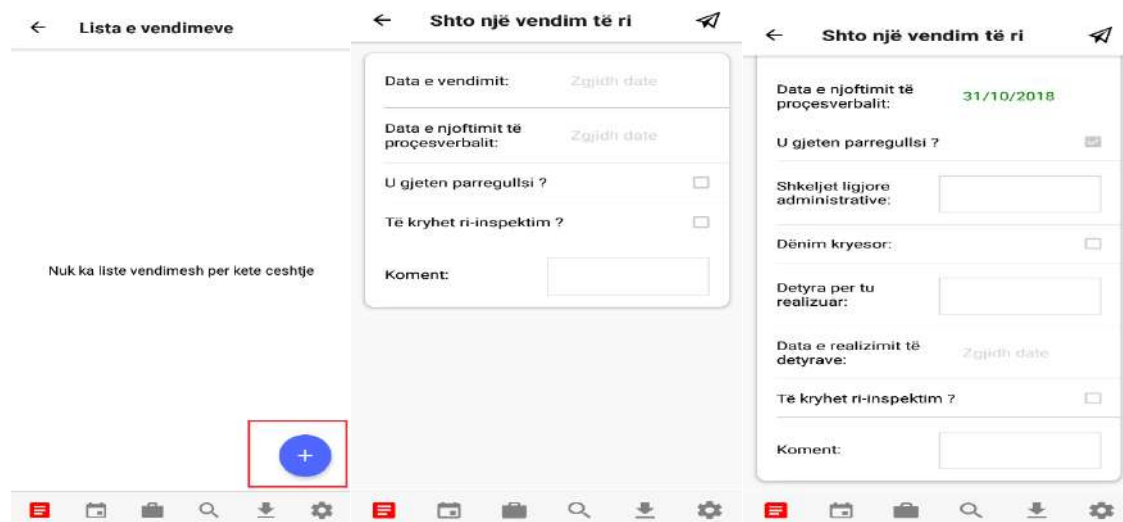 Lista e vendimeve
Nuk ka liste vendimesh per kete ceshtje
+
Shto një vendim të ri
Data e vendimit: Zgjidh date
Data e njoftimit të
proçesverbalit: Zgjidh date
U gjeten parregullsi ?
Të kryhet ri-inspektim ?
Koment:
Shto një vendim të ri
Data e njoftimit të
proçesverbalit: 31/10/2018
U gjeten parregullsi ?
Shkeljet ligjore
administrative:
Dënim kryesor:
Detyra per tu
realizuar:
Data e realizimit të
detyrave: Zgjidh date
Të kryhet ri-inspektim ?
Koment: